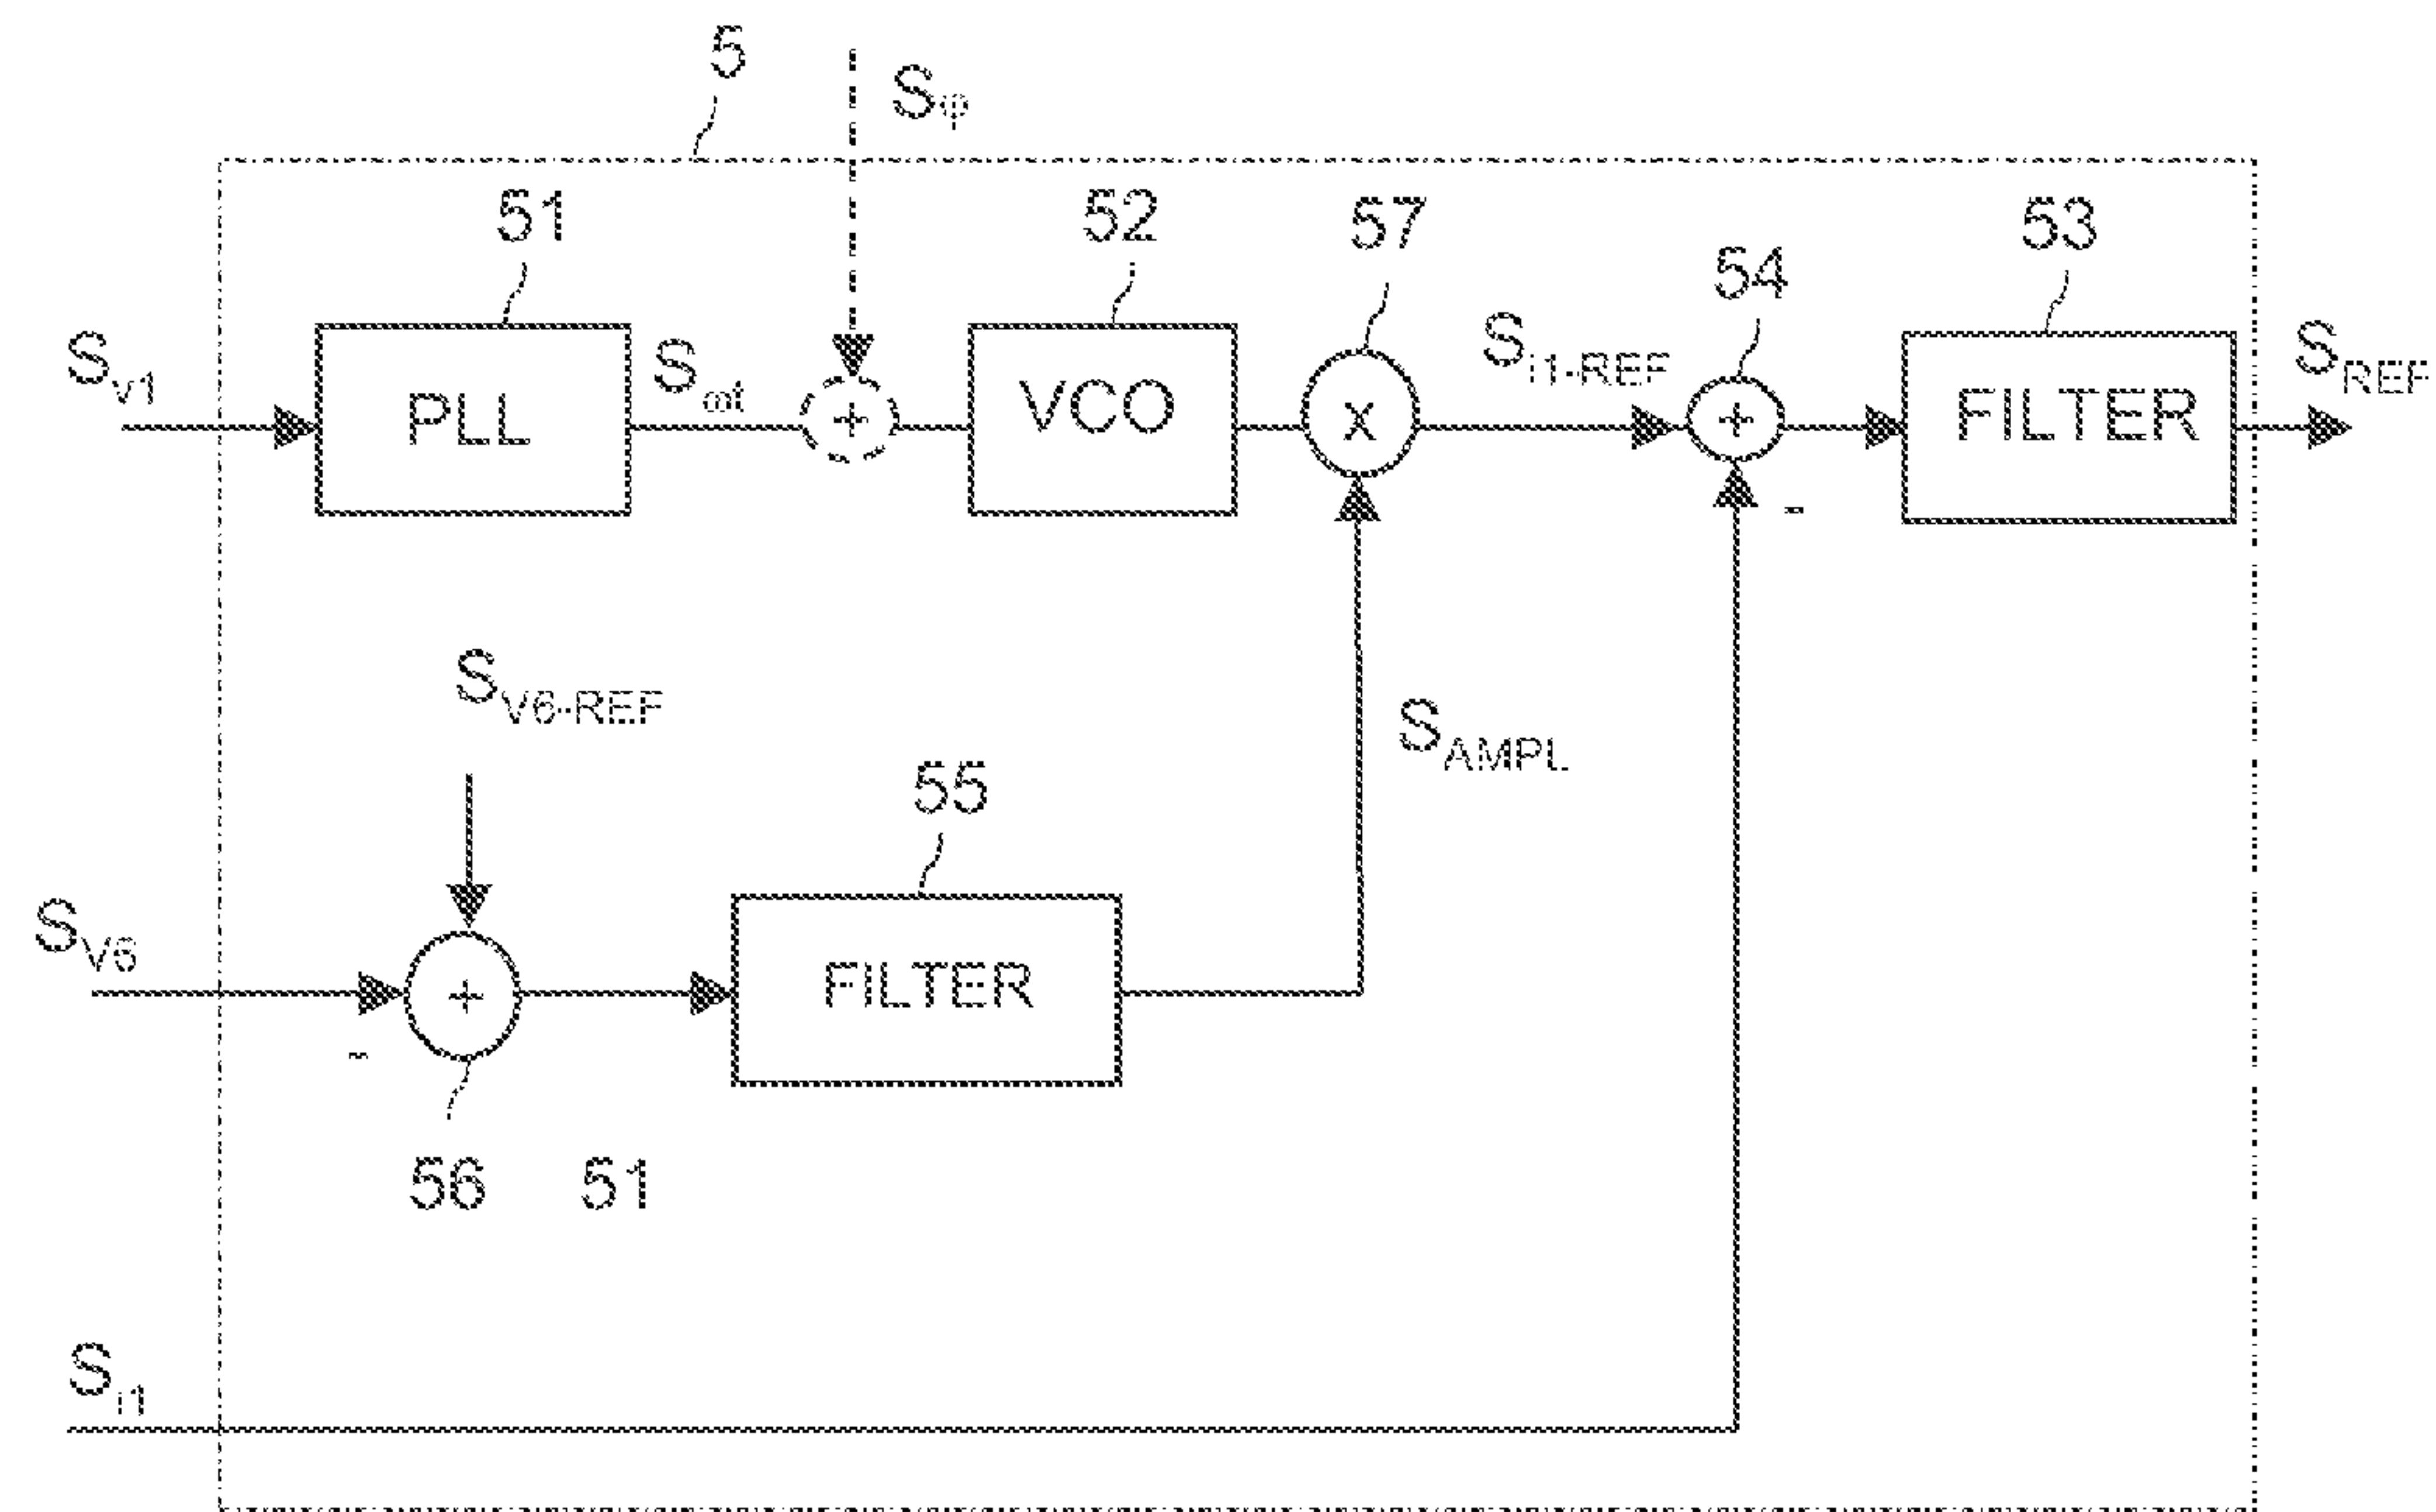 5
Sφ
51
52
57
53
54
Sv1
PLL
Sωt
+
VCO
x
Si1-REF
+
FILTER
SREF
-
SV6-REF
SAMPL
55
SV6
+
FILTER
-
56
51
Si1